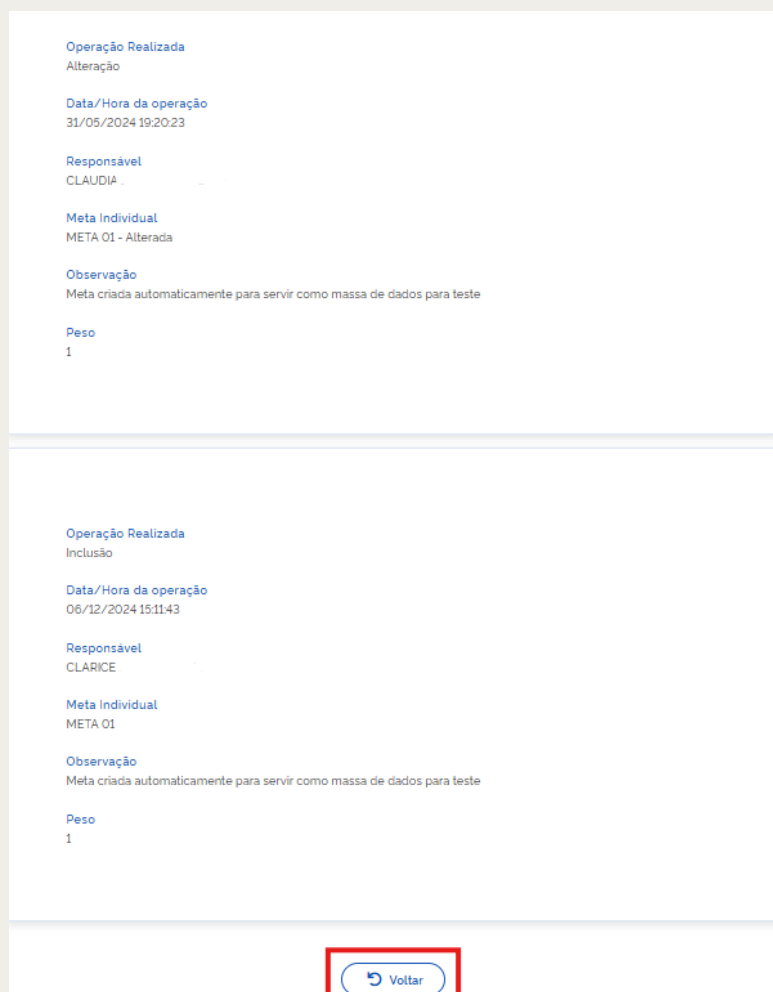 Operação Realizada
Alteração
Data/Hora da operação
31/05/2024 19:20:23
Responsável
CLAUDIA
Meta Individual
META 01 - Alterada
Observação
Meta criada automaticamente para servir como massa de dados para teste
Peso
1
Operação Realizada
Inclusão
Data/Hora da operação
06/12/2024 15:11:43
Responsável
CLARICE
Meta Individual
META 01
Observação
Meta criada automaticamente para servir como massa de dados para teste
Peso
1
Voltar